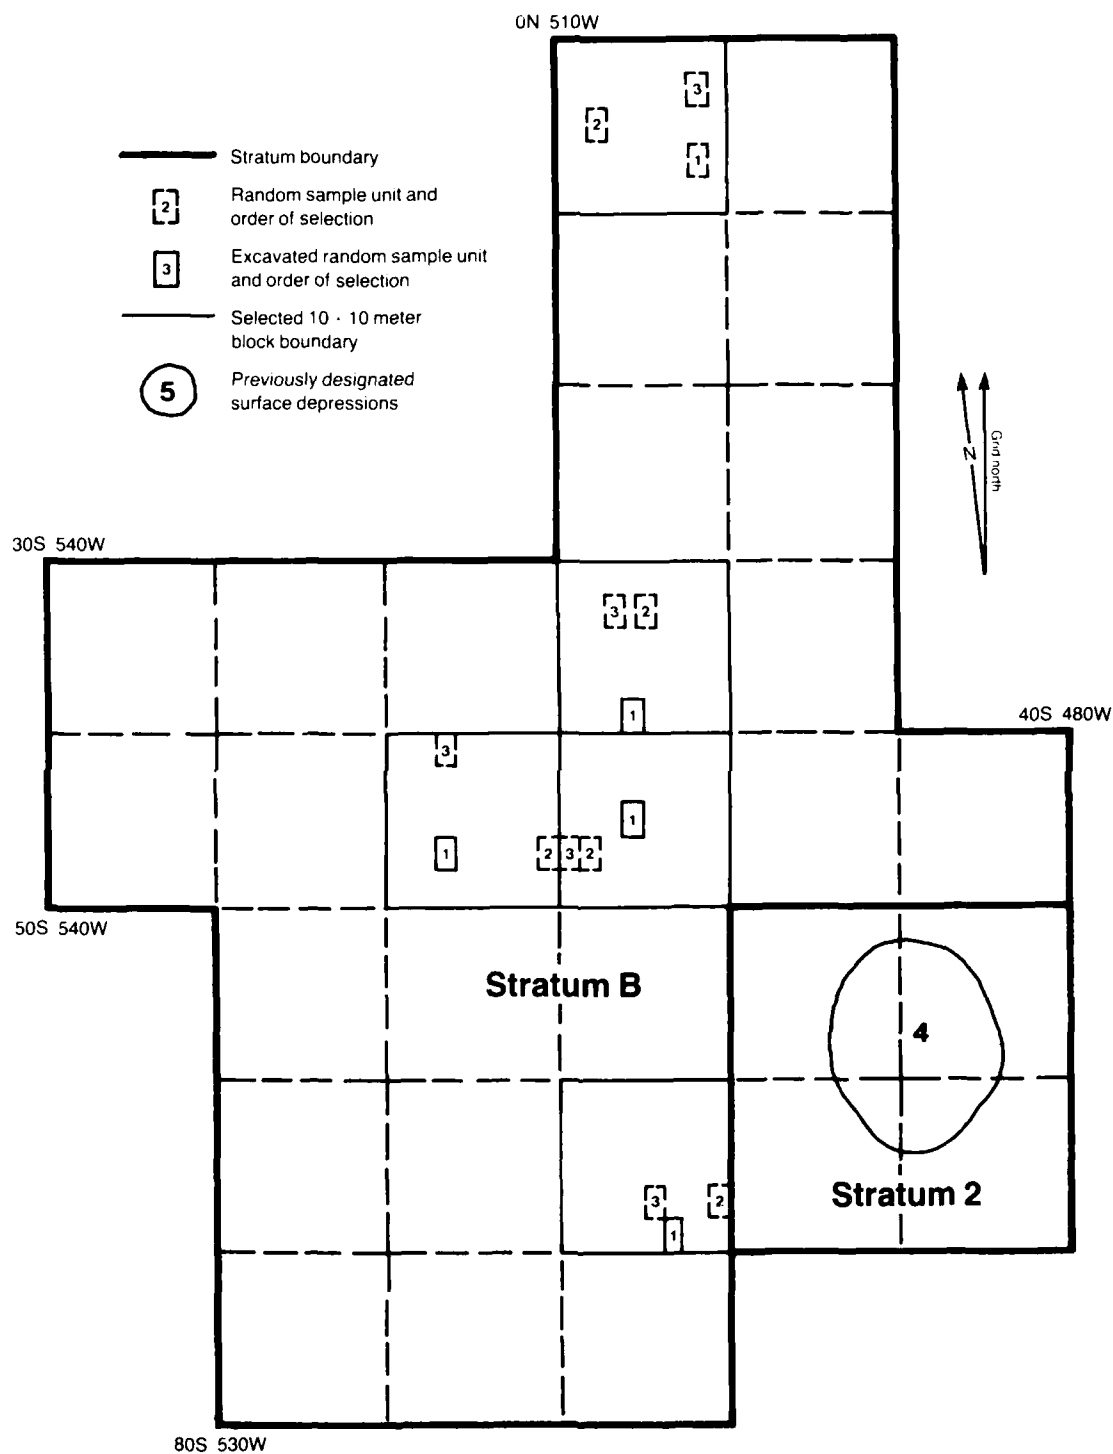 0N 510W
3
2
1
Stratum boundary
2
Random sample unit and
order of selection
3
Excavated random sample unit
and order of selection
Selected 10 · 10 meter
block boundary
5
Previously designated
surface depressions
N
Grid north
30S 540W
3 2
1
40S 480W
3
1
1
2 3 2
50S 540W
Stratum B
4
3
2
1
Stratum 2
80S 530W